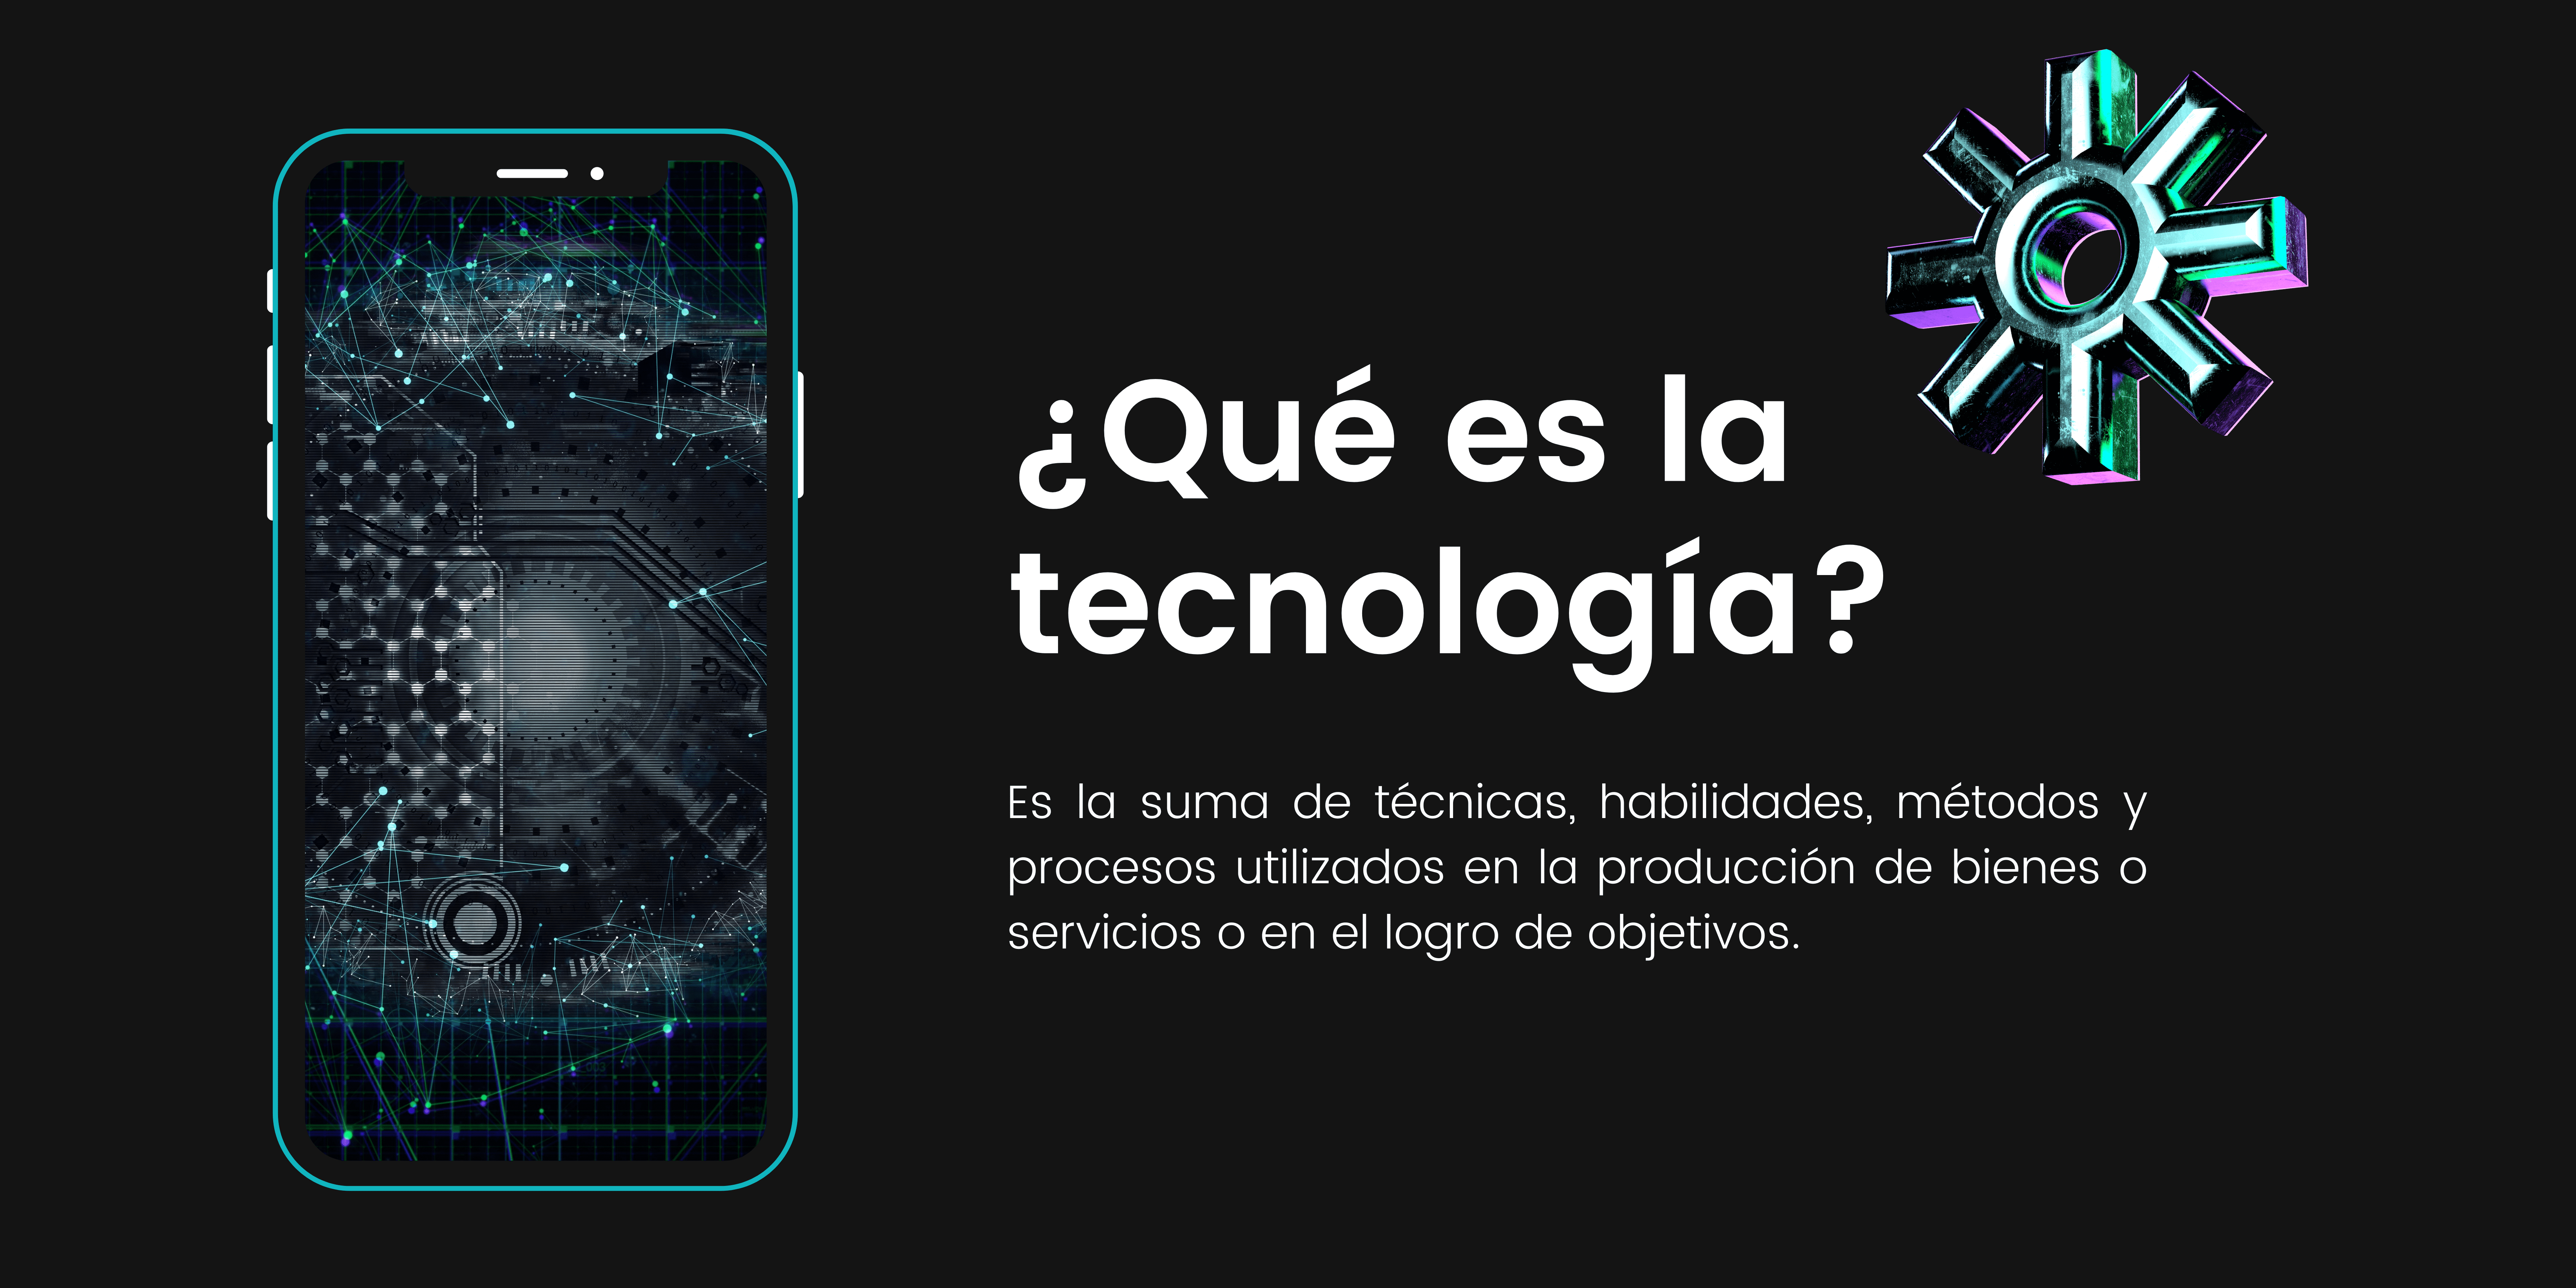 ¿Qué es la
tecnología?
Es la suma de técnicas, habilidades, métodos y
procesos utilizados en la producción de bienes o
servicios o en el logro de objetivos.